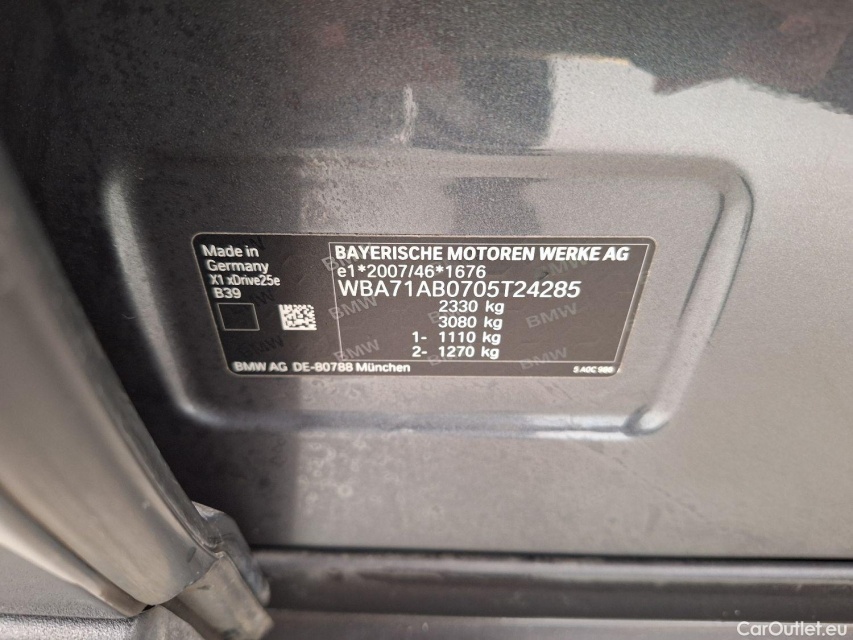 Made in
Germany
X1 xDrive25e
B39
BAYERISCHE MOTOREN WERKE AG
e1*2007/46*1676
WBA71AB0705T24285
2330 kg
3080 kg
1- 1110 kg
2- 1270 kg
BMW AG DE-80788 München
CarOutlet.eu